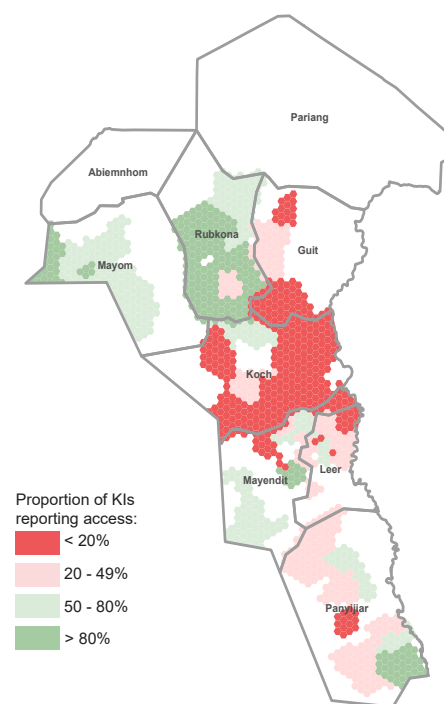 Pariang
Abiemnhom
Rubkona
Guit
Mayom
Koch
Leer
Mayendit
Panyijiar
Proportion of KIs
reporting access:
< 20%
20 - 49%
50 - 80%
> 80%